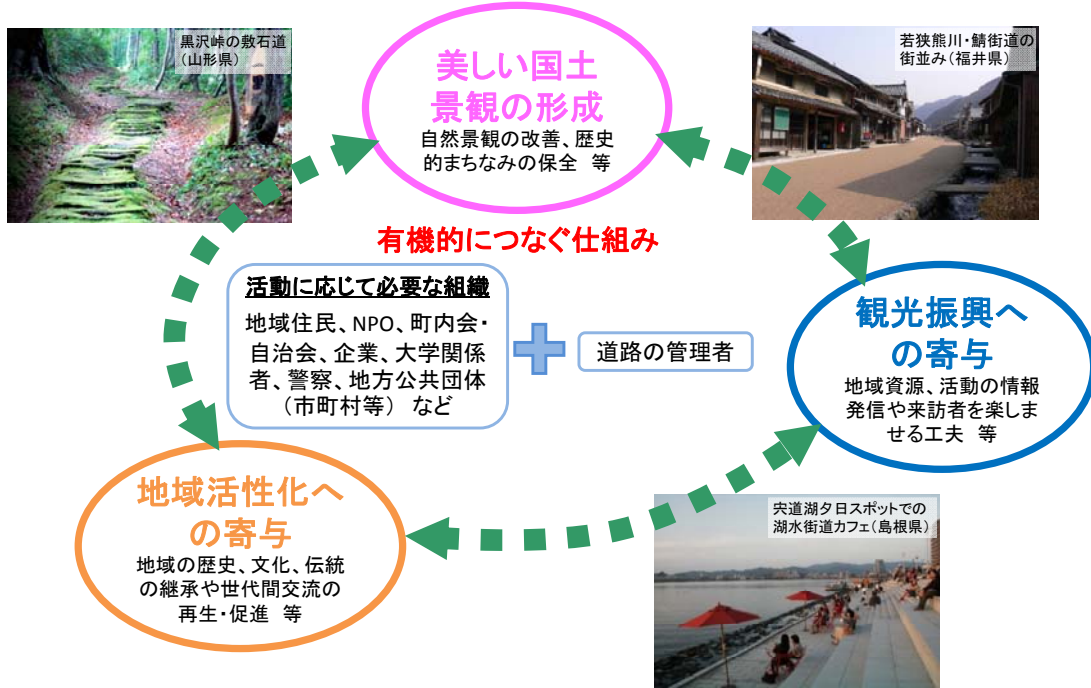 黒沢峠の敷石道
（山形県）
美しい国土
景観の形成
自然景観の改善、歴史
的まちなみの保全　等
若狭熊川・鯖街道の
街並み（福井県）
有機的につなぐ仕組み
活動に応じて必要な組織
地域住民、NPO、町内会・
自治会、企業、大学関係
者、警察、地方公共団体
（市町村等）　など
道路の管理者
観光振興へ
の寄与
地域資源、活動の情報
発信や来訪者を楽しま
せる工夫　等
地域活性化へ
の寄与
地域の歴史、文化、伝統
の継承や世代間交流の
再生・促進　等
宍道湖夕日スポットでの
湖水街道カフェ（島根県）